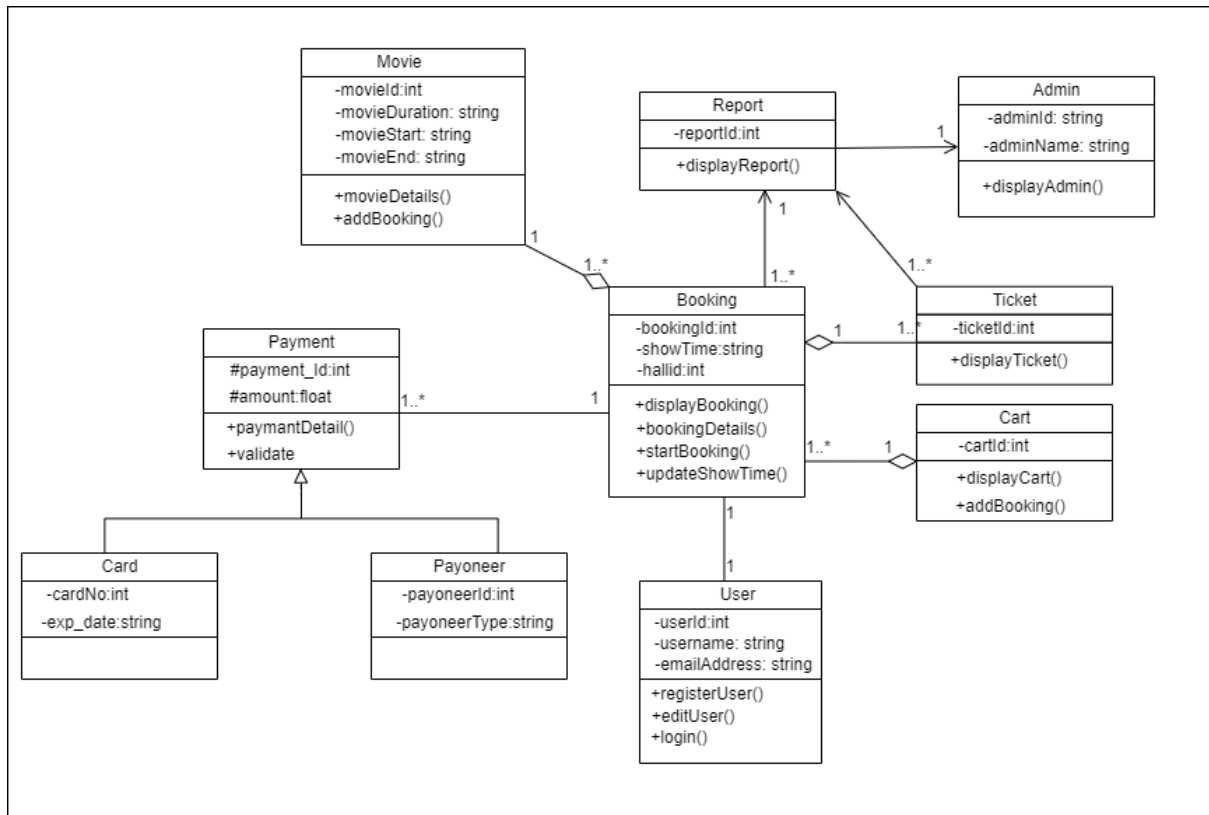 Movie
-movieId:int
-movieDuration: string
-movieStart: string
-movieEnd: string
+movieDetails()
+addBooking()
1
1..*
Report
-reportId:int
+displayReport()
1
1
1..*
Admin
-adminId: string
-adminName: string
+displayAdmin()
1..*
Ticket
-ticketId:int
+displayTicket()
Booking
-bookingId:int
-showTime:string
-hallid:int
+displayBooking()
+bookingDetails()
+startBooking()
+updateShowTime()
1
1..*
Payment
#payment_Id:int
#amount:float
+paymantDetail()
+validate
1..*
1
Cart
-cartId:int
+displayCart()
+addBooking()
1..*
1
Card
-cardNo:int
-exp_date:string
Payoneer
-payoneerId:int
-payoneerType:string
1
1
User
-userId:int
-username: string
-emailAddress: string
+registerUser()
+editUser()
+login()